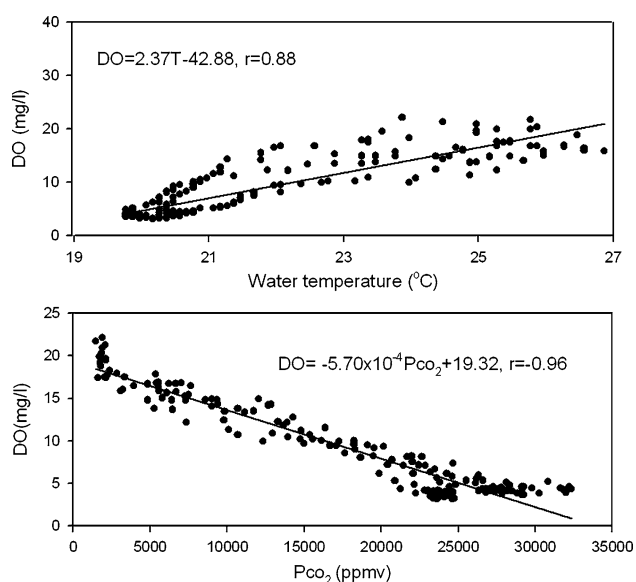 DO=2.37T-42.88, r=0.88
DO (mg/l)
40
30
20
10
0
19 21 23 25 27
Water temperature (°C)
DO= -5.70x10⁻⁴Pco₂+19.32, r=-0.96
DO(mg/l)
25
20
15
10
5
0
0 5000 10000 15000 20000 25000 30000 35000
Pco₂ (ppmv)